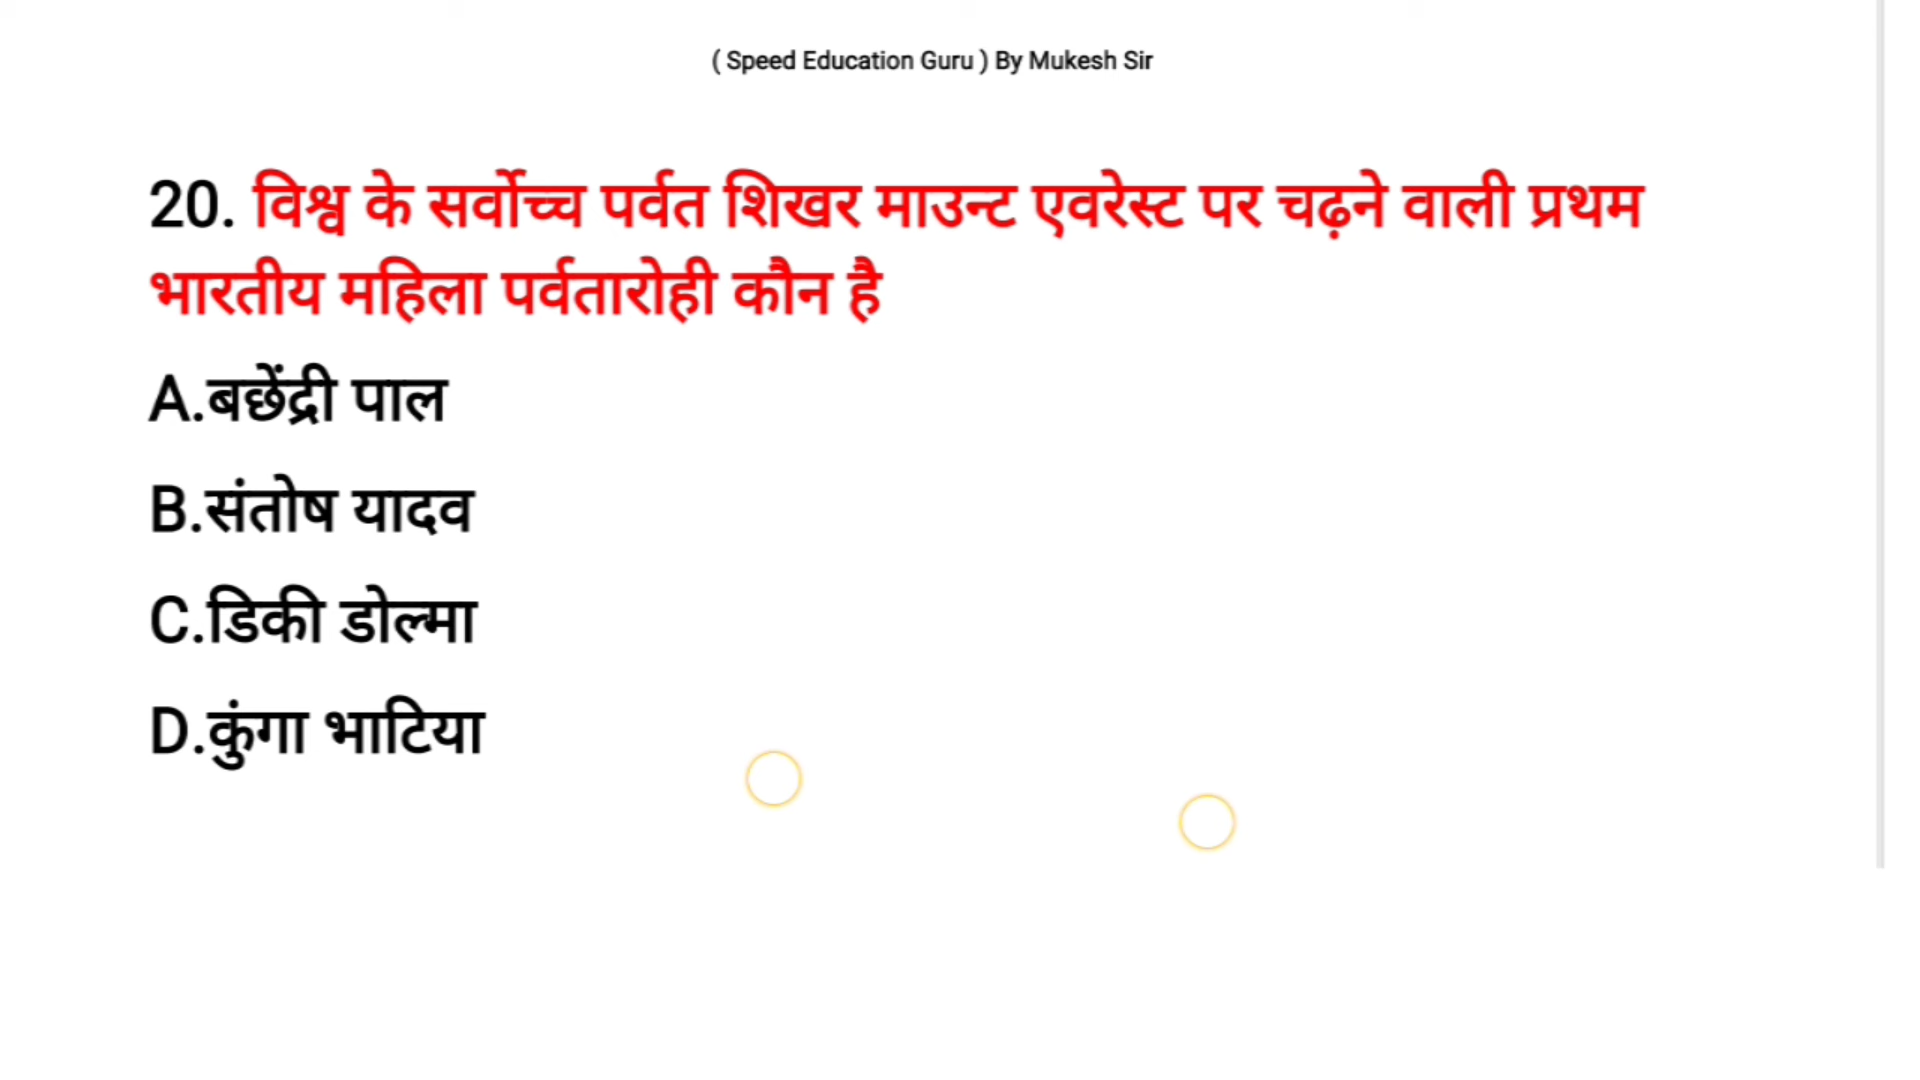 ( Speed Education Guru ) By Mukesh Sir
20. विश्व के सर्वोच्च पर्वत शिखर माउन्ट एवरेस्ट पर चढ़ने वाली प्रथम
भारतीय महिला पर्वतारोही कौन है
A.बछेंद्री पाल
B.संतोष यादव
C.डिकी डोल्मा
D.कुंगा भाटिया